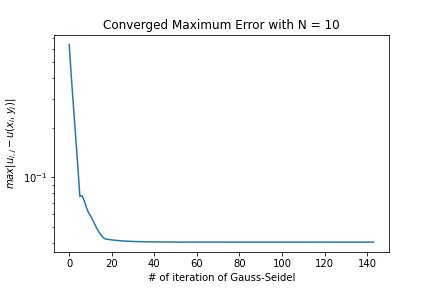 Converged Maximum Error with N = 10
max|u_{i,j} − u(x_i, y_j)|
10^{−1}
0 20 40 60 80 100 120 140
# of iteration of Gauss-Seidel